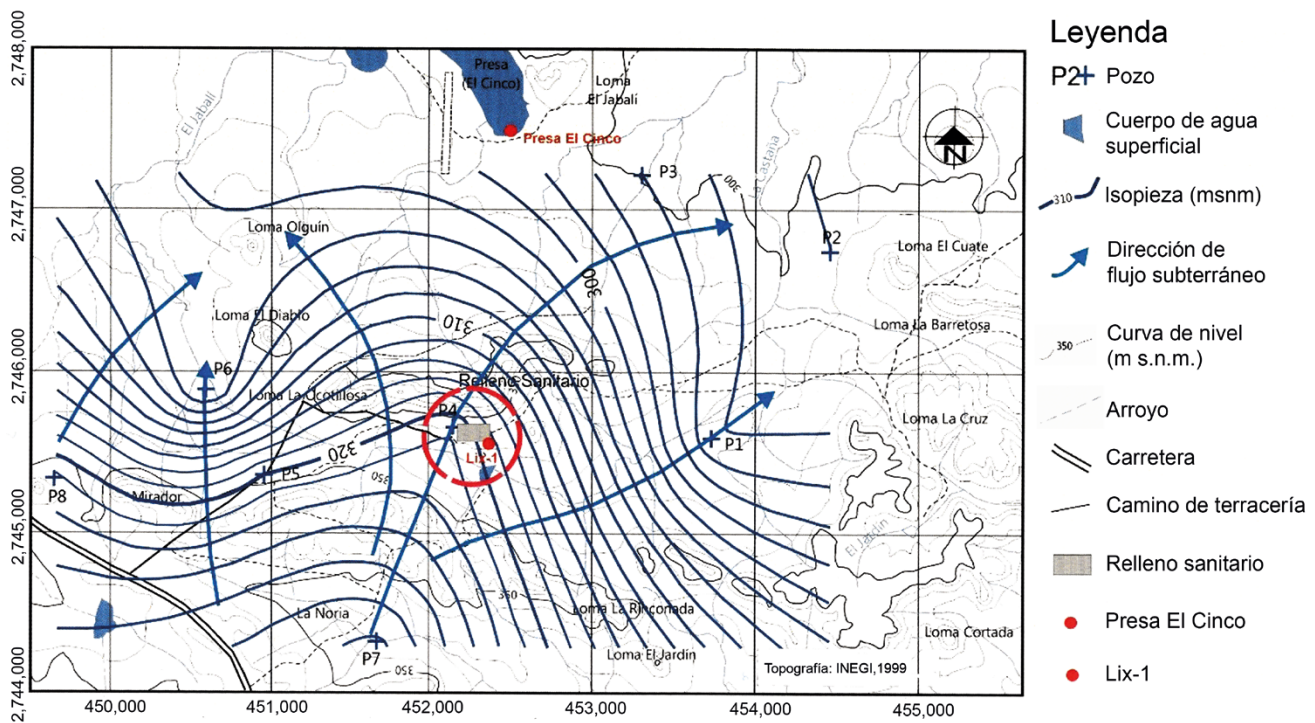 2,748,000
2,747,000
2,746,000
2,745,000
2,744,000
450,000
451,000
452,000
453,000
454,000
455,000
El Jabalí
Presa
(El Cinco)
Loma
El Jabalí
Presa El Cinco
P3
300
La Castaña
P2
Loma El Cuate
Loma Olguín
N
300
310
Loma El Diablo
Loma La Barretosa
P6
Relleno Sanitario
Loma La Ocotillosa
P4
Loma La Cruz
320
P1
Lix-1
P5
350
P8
Mirador
El Jardín
350
La Noria
Loma La Rinconada
Loma Cortada
P7
350
Loma El Jardín
Topografía: INEGI,1999
Leyenda
P2 Pozo
Cuerpo de agua
superficial
310
Isopieza (msnm)
Dirección de
flujo subterráneo
350
Curva de nivel
(m s.n.m.)
Arroyo
Carretera
Camino de terracería
Relleno sanitario
Presa El Cinco
Lix-1